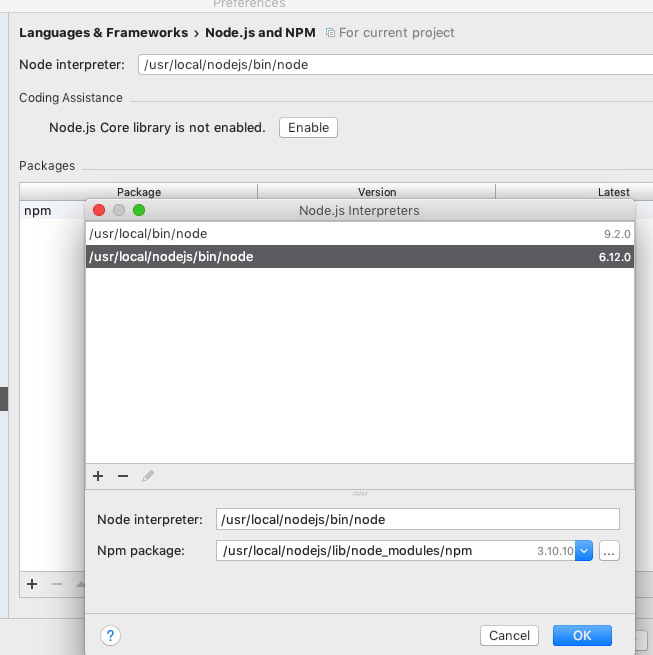 Preferences
Languages & Frameworks › Node.js and NPM For current project
Node interpreter: /usr/local/nodejs/bin/node
Coding Assistance
Node.js Core library is not enabled. Enable
Packages
Package Version Latest
npm
Node.js Interpreters
/usr/local/bin/node 9.2.0
/usr/local/nodejs/bin/node 6.12.0
Node interpreter: /usr/local/nodejs/bin/node
Npm package: /usr/local/nodejs/lib/node_modules/npm 3.10.10 ...
? Cancel OK